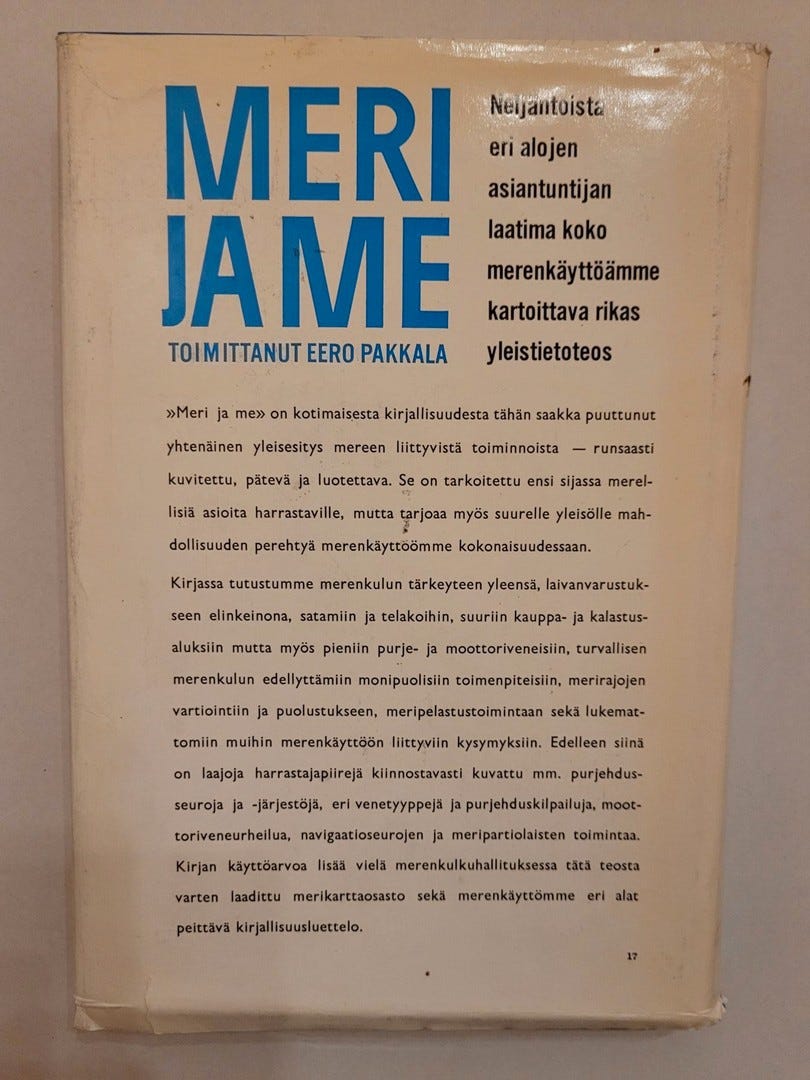 MERI
JA ME
TOIMITTANUT EERO PAKKALA
Neljäntoista
eri alojen
asiantuntijan
laatima koko
merenkäyttöämme
kartoittava rikas
yleistietoteos
»Meri ja me» on kotimaisesta kirjallisuudesta tähän saakka puuttunut
yhtenäinen yleisesitys mereen liittyvistä toiminnoista — runsaasti
kuvitettu, pätevä ja luotettava. Se on tarkoitettu ensi sijassa merel-
lisiä asioita harrastaville, mutta tarjoaa myös suurelle yleisölle mah-
dollisuuden perehtyä merenkäyttöömme kokonaisuudessaan.
Kirjassa tutustumme merenkulun tärkeyteen yleensä, laivanvarustuk-
seen elinkeinona, satamiin ja telakoihin, suuriin kauppa- ja kalastus-
aluksiin mutta myös pieniin purje- ja moottoriveneisiin, turvallisen
merenkulun edellyttämiin monipuolisiin toimenpiteisiin, merirajojen
vartiointiin ja puolustukseen, meripelastustoimintaan sekä lukemat-
tomiin muihin merenkäyttöön liittyviin kysymyksiin. Edelleen siinä
on laajoja harrastajapiirejä kiinnostavasti kuvattu mm. purjehdus-
seuroja ja -järjestöjä, eri venetyyppejä ja purjehduskilpailuja, moot-
toriveneurheilua, navigaatioseurojen ja meripartiolaisten toimintaa.
Kirjan käyttöarvoa lisää vielä merenkulkuhallituksessa tätä teosta
varten laadittu merikarttaosasto sekä merenkäyttömme eri alat
peittävä kirjallisuusluettelo.
17